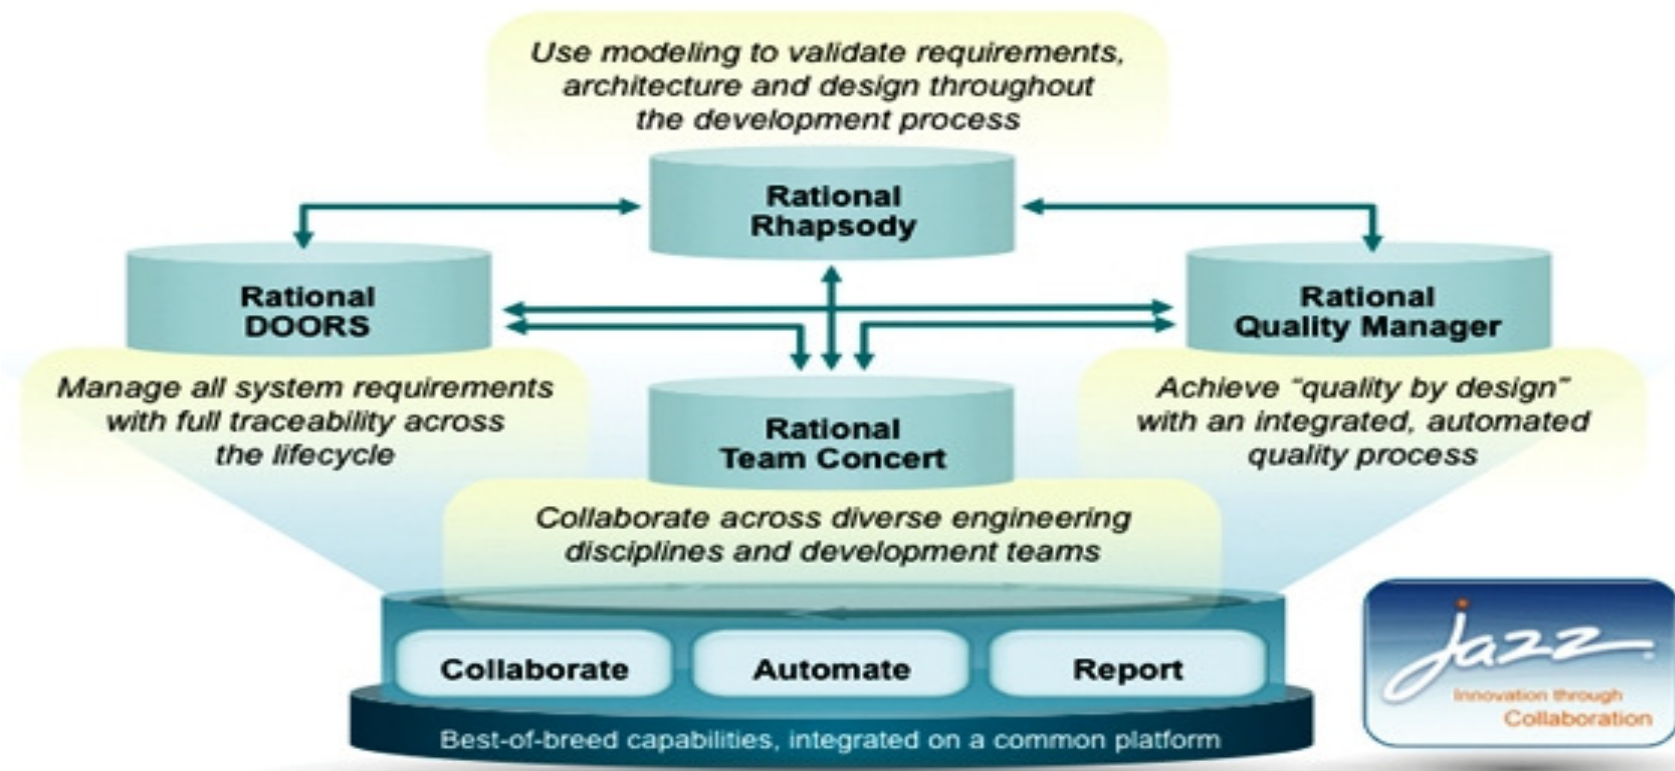 Use modeling to validate requirements,
architecture and design throughout
the development process
Rational
Rhapsody
Rational
DOORS
Rational
Quality Manager
Manage all system requirements
with full traceability across
the lifecycle
Rational
Team Concert
Achieve “quality by design”
with an integrated, automated
quality process
Collaborate across diverse engineering
disciplines and development teams
Collaborate
Automate
Report
Best-of-breed capabilities, integrated on a common platform
jazz
Innovation through
Collaboration